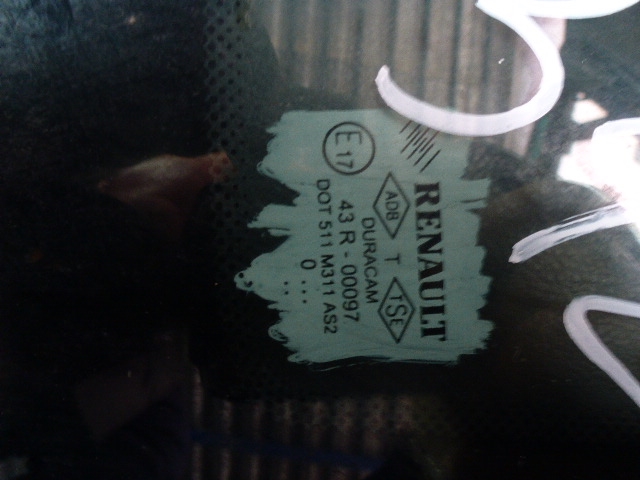 RENAULT
ADB T TSE
DURACAM
E 17
43 R - 00097
DOT 511 M311 AS2
0 ...
..